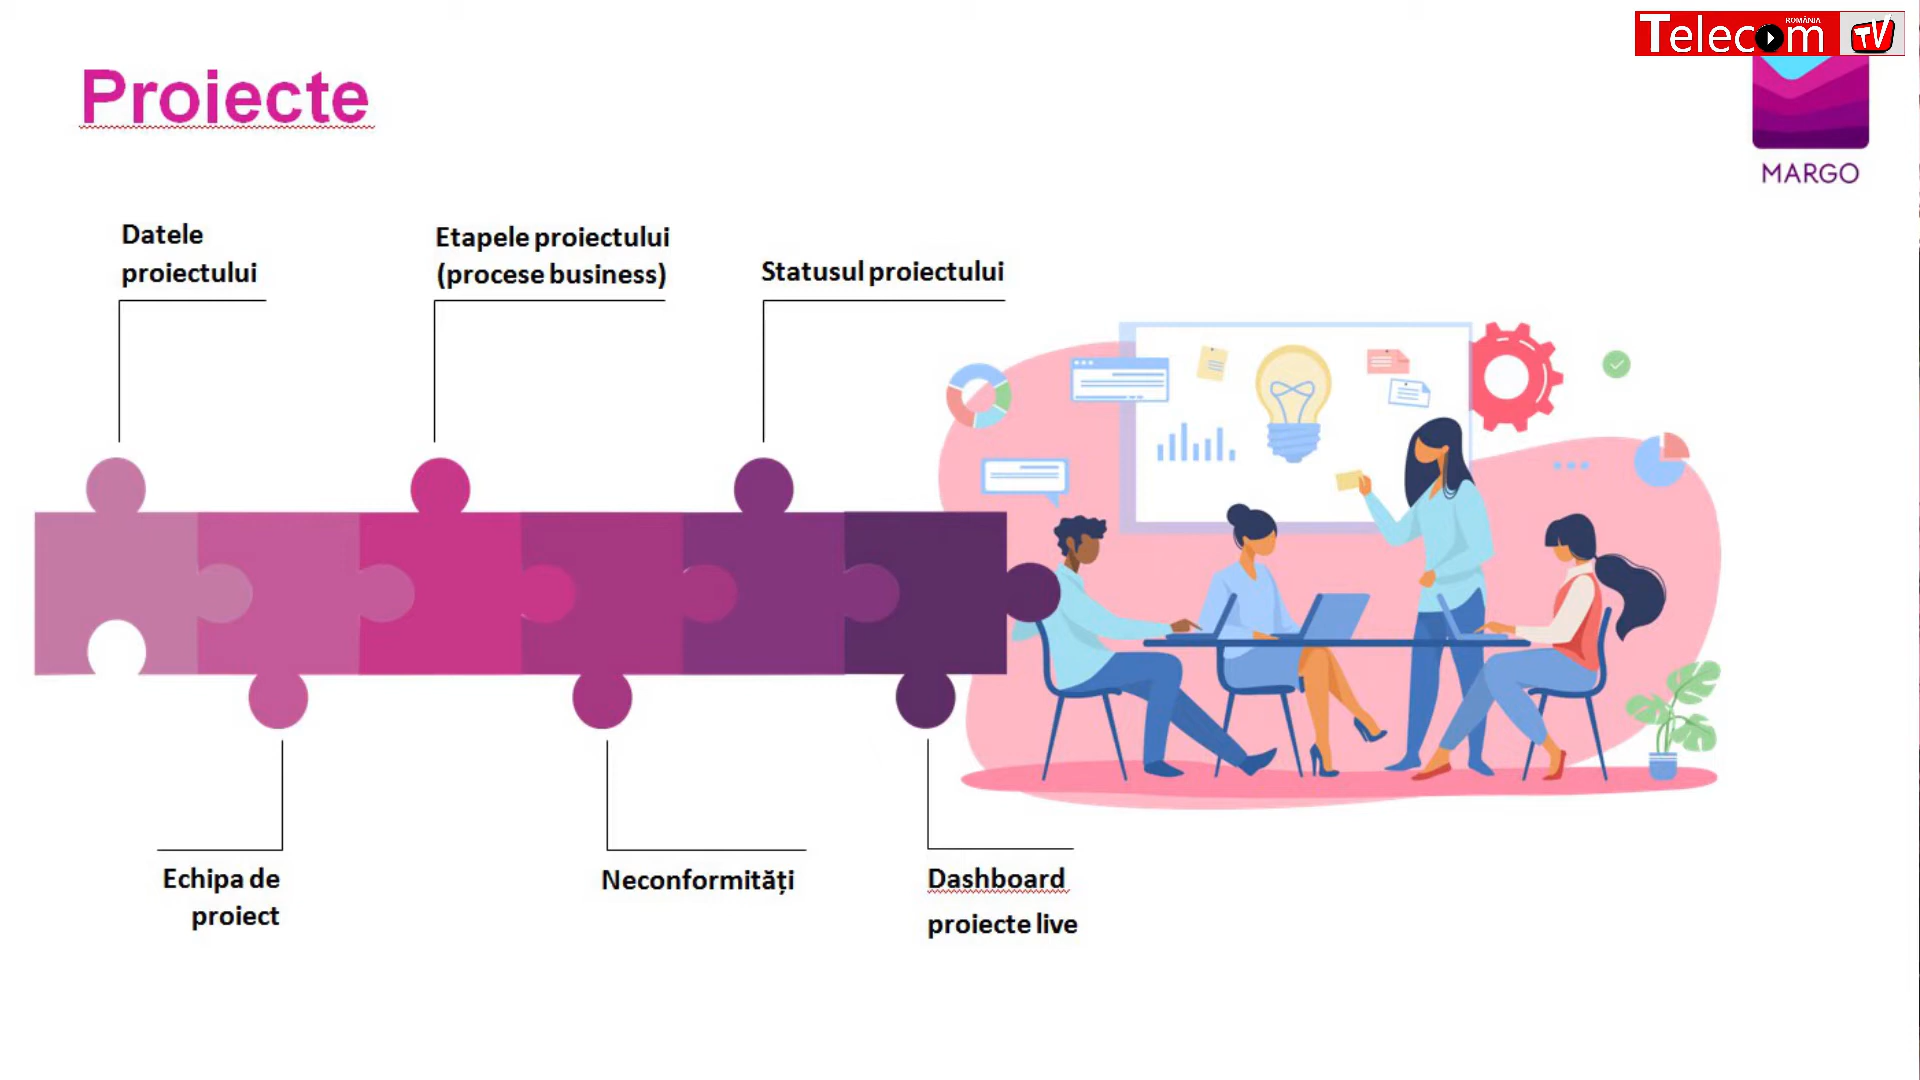 Telecom ROMÂNIA TV
Proiecte
MARGO
Datele
proiectului
Etapele proiectului
(procese business)
Statusul proiectului
Echipa de
proiect
Neconformități
Dashboard
proiecte live